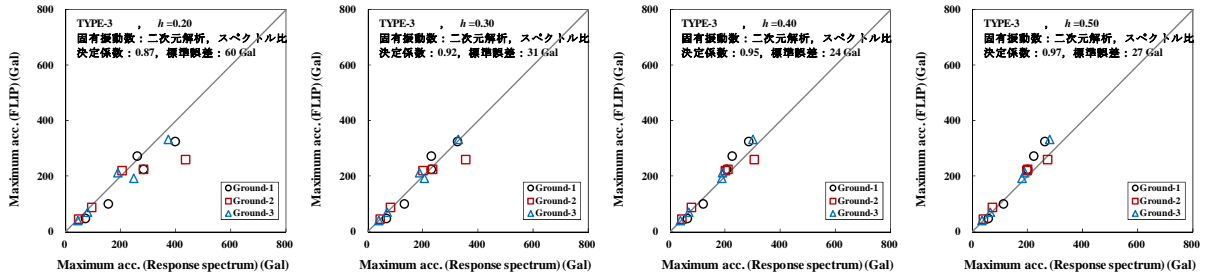 TYPE-3 , h=0.20
固有振動数：二次元解析，スペクトル比
決定係数：0.87，標準誤差：60 Gal
Maximum acc. (FLIP) (Gal)
800
600
400
200
0
Ground-1
Ground-2
Ground-3
0 200 400 600 800
Maximum acc. (Response spectrum) (Gal)
TYPE-3 , h=0.30
固有振動数：二次元解析，スペクトル比
決定係数：0.92，標準誤差：31 Gal
Maximum acc. (FLIP) (Gal)
800
600
400
200
0
Ground-1
Ground-2
Ground-3
0 200 400 600 800
Maximum acc. (Response spectrum) (Gal)
TYPE-3 , h=0.40
固有振動数：二次元解析，スペクトル比
決定係数：0.95，標準誤差：24 Gal
Maximum acc. (FLIP) (Gal)
800
600
400
200
0
Ground-1
Ground-2
Ground-3
0 200 400 600 800
Maximum acc. (Response spectrum) (Gal)
TYPE-3 , h=0.50
固有振動数：二次元解析，スペクトル比
決定係数：0.97，標準誤差：27 Gal
Maximum acc. (FLIP) (Gal)
800
600
400
200
0
Ground-1
Ground-2
Ground-3
0 200 400 600 800
Maximum acc. (Response spectrum) (Gal)